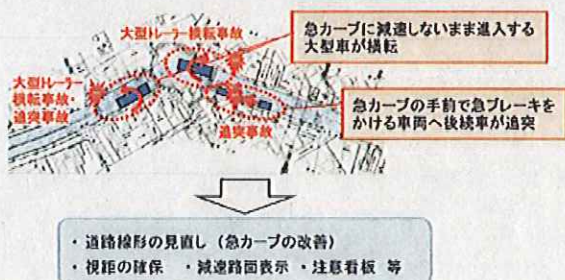 大型トレーラー横転事故
急カーブに減速しないまま進入する
大型車が横転
大型トレーラー
横転事故・
追突事故
追突事故
急カーブの手前で急ブレーキを
かける車両へ後続車が追突
・道路線形の見直し（急カーブの改善）
・視距の確保 ・減速路面表示 ・注意看板 等